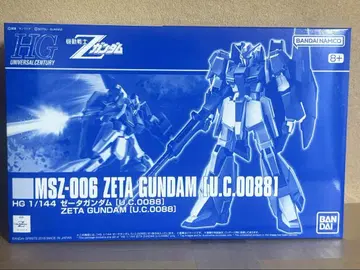 HG
UNIVERSAL CENTURY
機動戦士
Zガンダム
BANDAI NAMCO
8+
MSZ-006 ZETA GUNDAM [U.C.0088]
HG 1/144 ゼータガンダム [U.C.0088]
ZETA GUNDAM [U.C.0088]
BANDAI